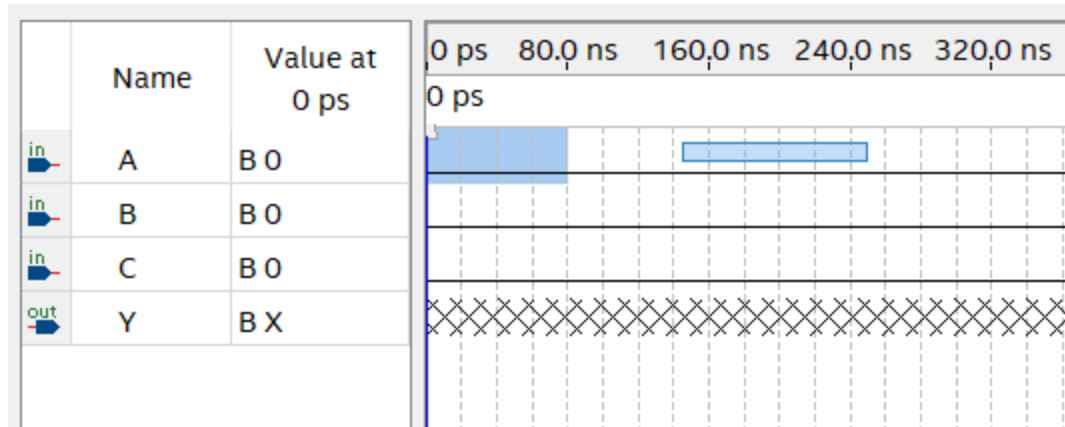 Name
Value at
0 ps
0 ps 80.0 ns 160.0 ns 240.0 ns 320.0 ns
0 ps
in A B 0
in B B 0
in C B 0
out Y B X